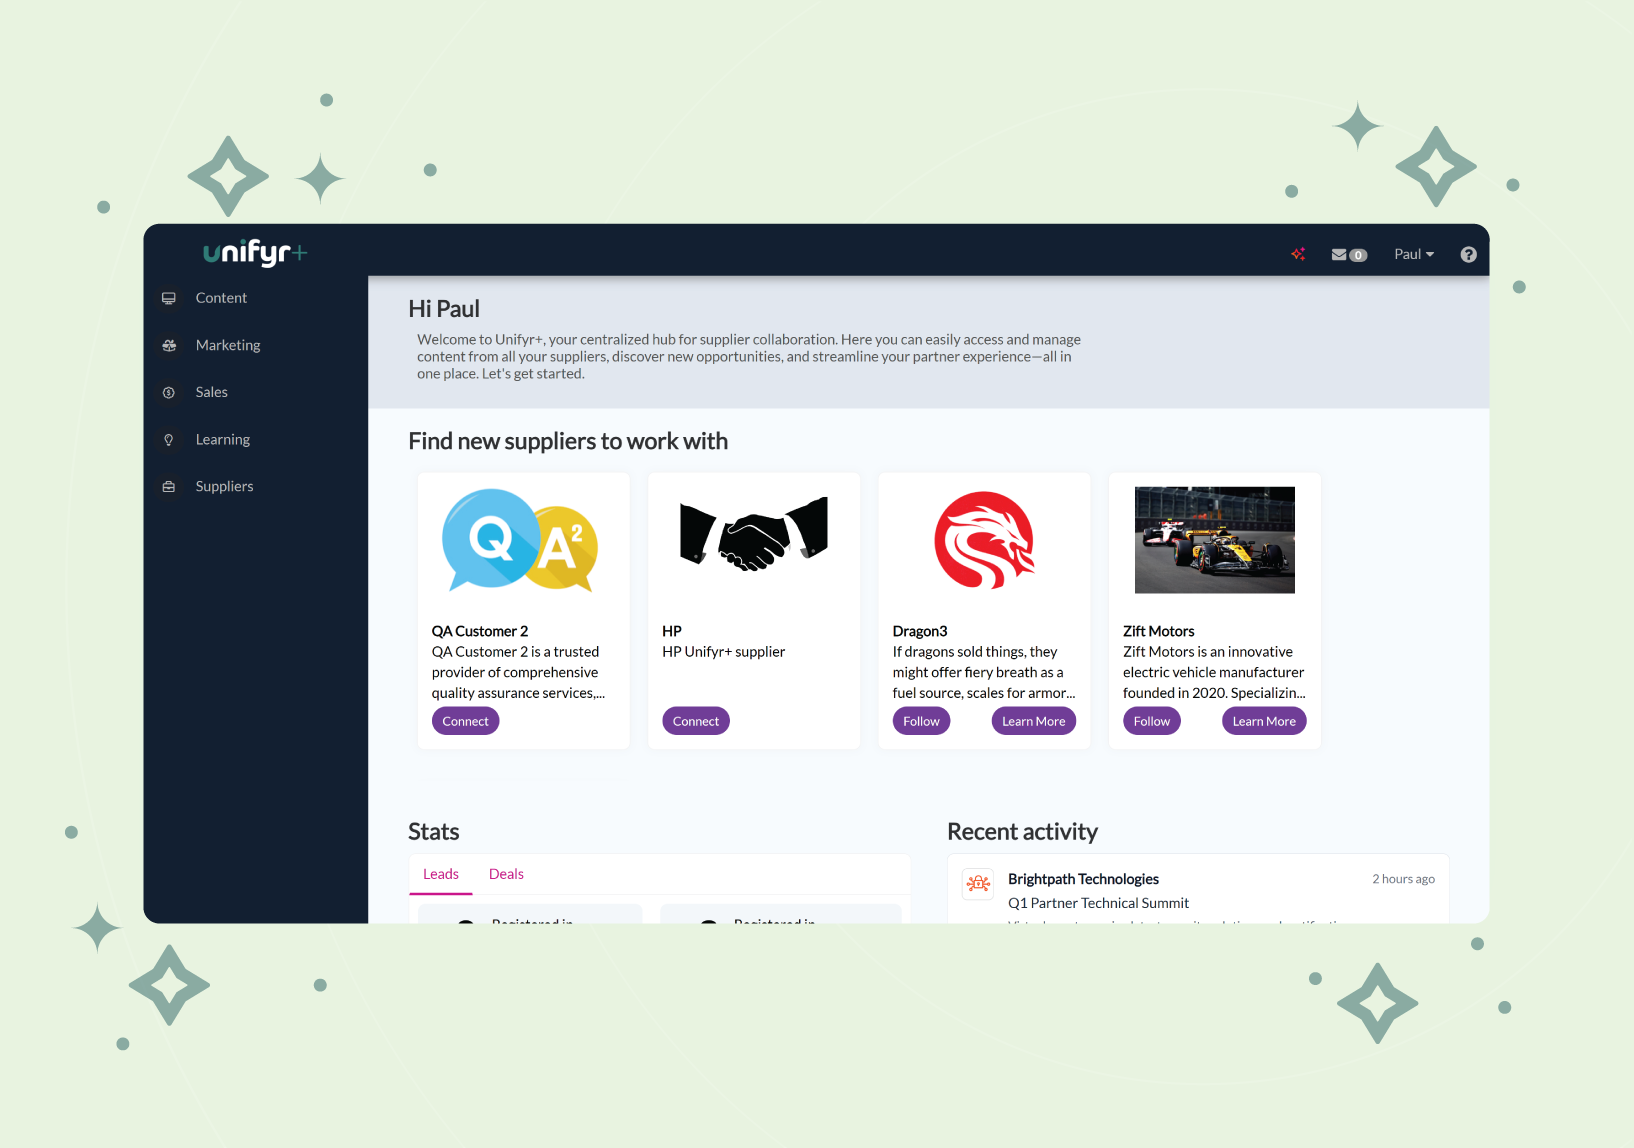 unifyr+
0
Paul
?
Content
Marketing
Sales
Learning
Suppliers
Hi Paul
Welcome to Unifyr+, your centralized hub for supplier collaboration. Here you can easily access and manage
content from all your suppliers, discover new opportunities, and streamline your partner experience—all in
one place. Let's get started.
Find new suppliers to work with
Q A²
QA Customer 2
QA Customer 2 is a trusted
provider of comprehensive
quality assurance services,...
Connect
HP
HP Unifyr+ supplier
Connect
Dragon3
If dragons sold things, they
might offer fiery breath as a
fuel source, scales for armor...
Follow
Learn More
Zift Motors
Zift Motors is an innovative
electric vehicle manufacturer
founded in 2020. Specializin...
Follow
Learn More
Stats
Leads
Deals
Registered in
Registered in
Recent activity
Brightpath Technologies
2 hours ago
Q1 Partner Technical Summit